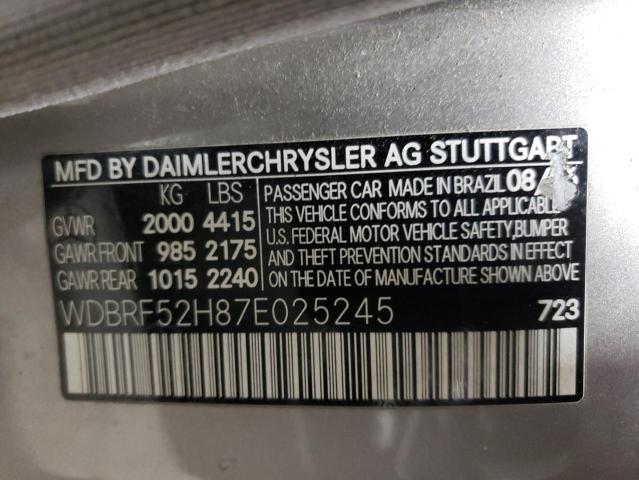 MFD BY DAIMLERCHRYSLER AG STUTTGART
KG LBS
GVWR 2000 4415
GAWR FRONT 985 2175
GAWR REAR 1015 2240
PASSENGER CAR MADE IN BRAZIL 08/
THIS VEHICLE CONFORMS TO ALL APPLICABLE
U.S. FEDERAL MOTOR VEHICLE SAFETY,BUMPER
AND THEFT PREVENTION STANDARDS IN EFFECT
ON THE DATE OF MANUFACTURE SHOWN ABOVE.
WDBRF52H87E025245 723